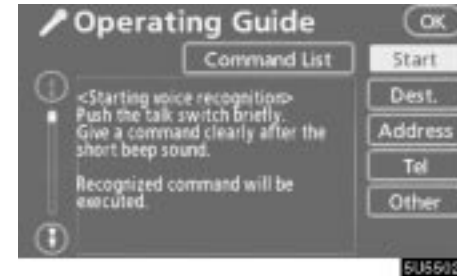 Operating Guide
OK
Command List
Start
<Starting voice recognition>
Push the talk switch briefly.
Give a command clearly after the
short beep sound.
Recognized command will be
executed.
Dest.
Address
Tel
Other